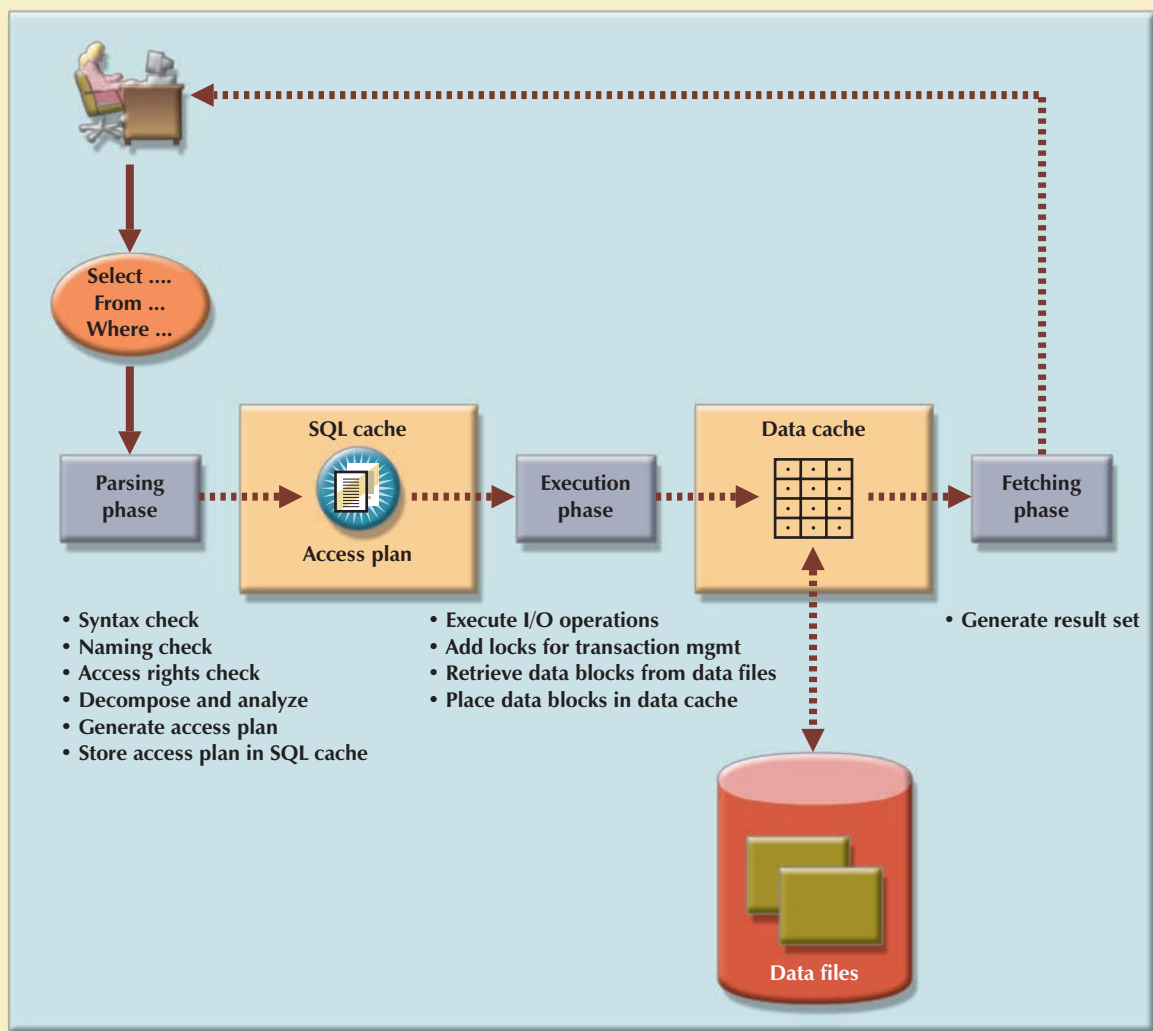 Select ....
From ...
Where ...
Parsing
phase
SQL cache
Access plan
Execution
phase
Data cache
Fetching
phase
• Syntax check
• Naming check
• Access rights check
• Decompose and analyze
• Generate access plan
• Store access plan in SQL cache
• Execute I/O operations
• Add locks for transaction mgmt
• Retrieve data blocks from data files
• Place data blocks in data cache
• Generate result set
Data files